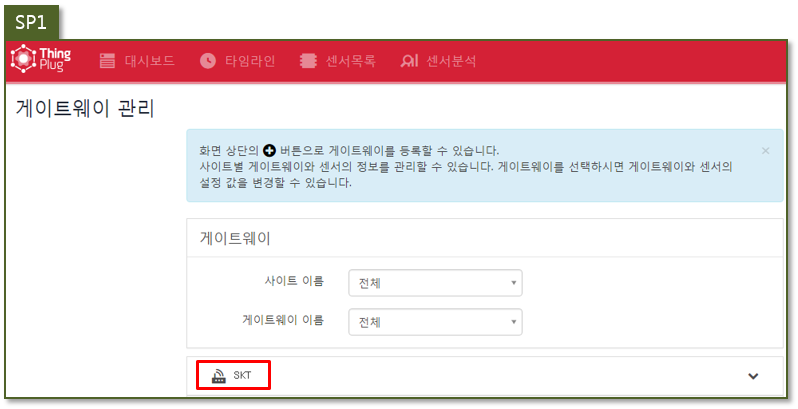 SP1
Thing
Plug
대시보드
타임라인
센서목록
센서분석
게이트웨이 관리
화면 상단의 버튼으로 게이트웨이를 등록할 수 있습니다.
사이트별 게이트웨이와 센서의 정보를 관리할 수 있습니다. 게이트웨이를 선택하시면 게이트웨이와 센서의
설정 값을 변경할 수 있습니다.
×
게이트웨이
사이트 이름
전체
게이트웨이 이름
전체
SKT